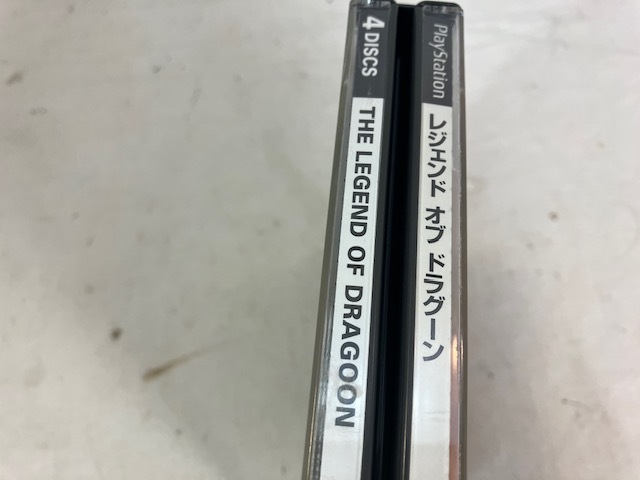 4 DISCS
THE LEGEND OF DRAGOON
PlayStation
レジェンド オブ ドラグーン